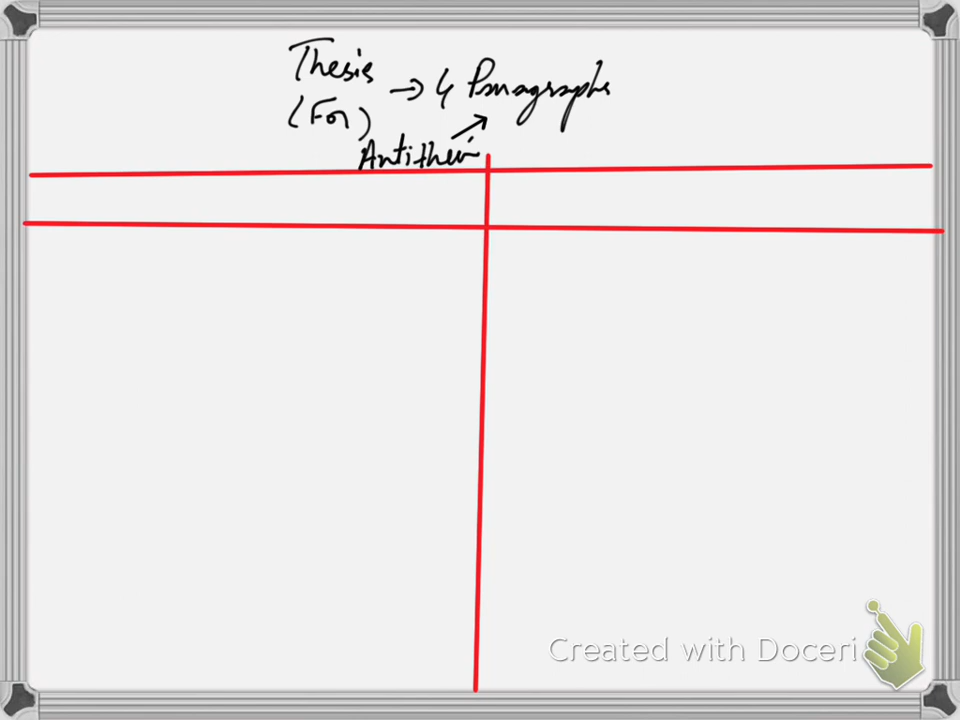 Thesis → 4 Paragraphs
(For)
Antithesis
Created with Doceri